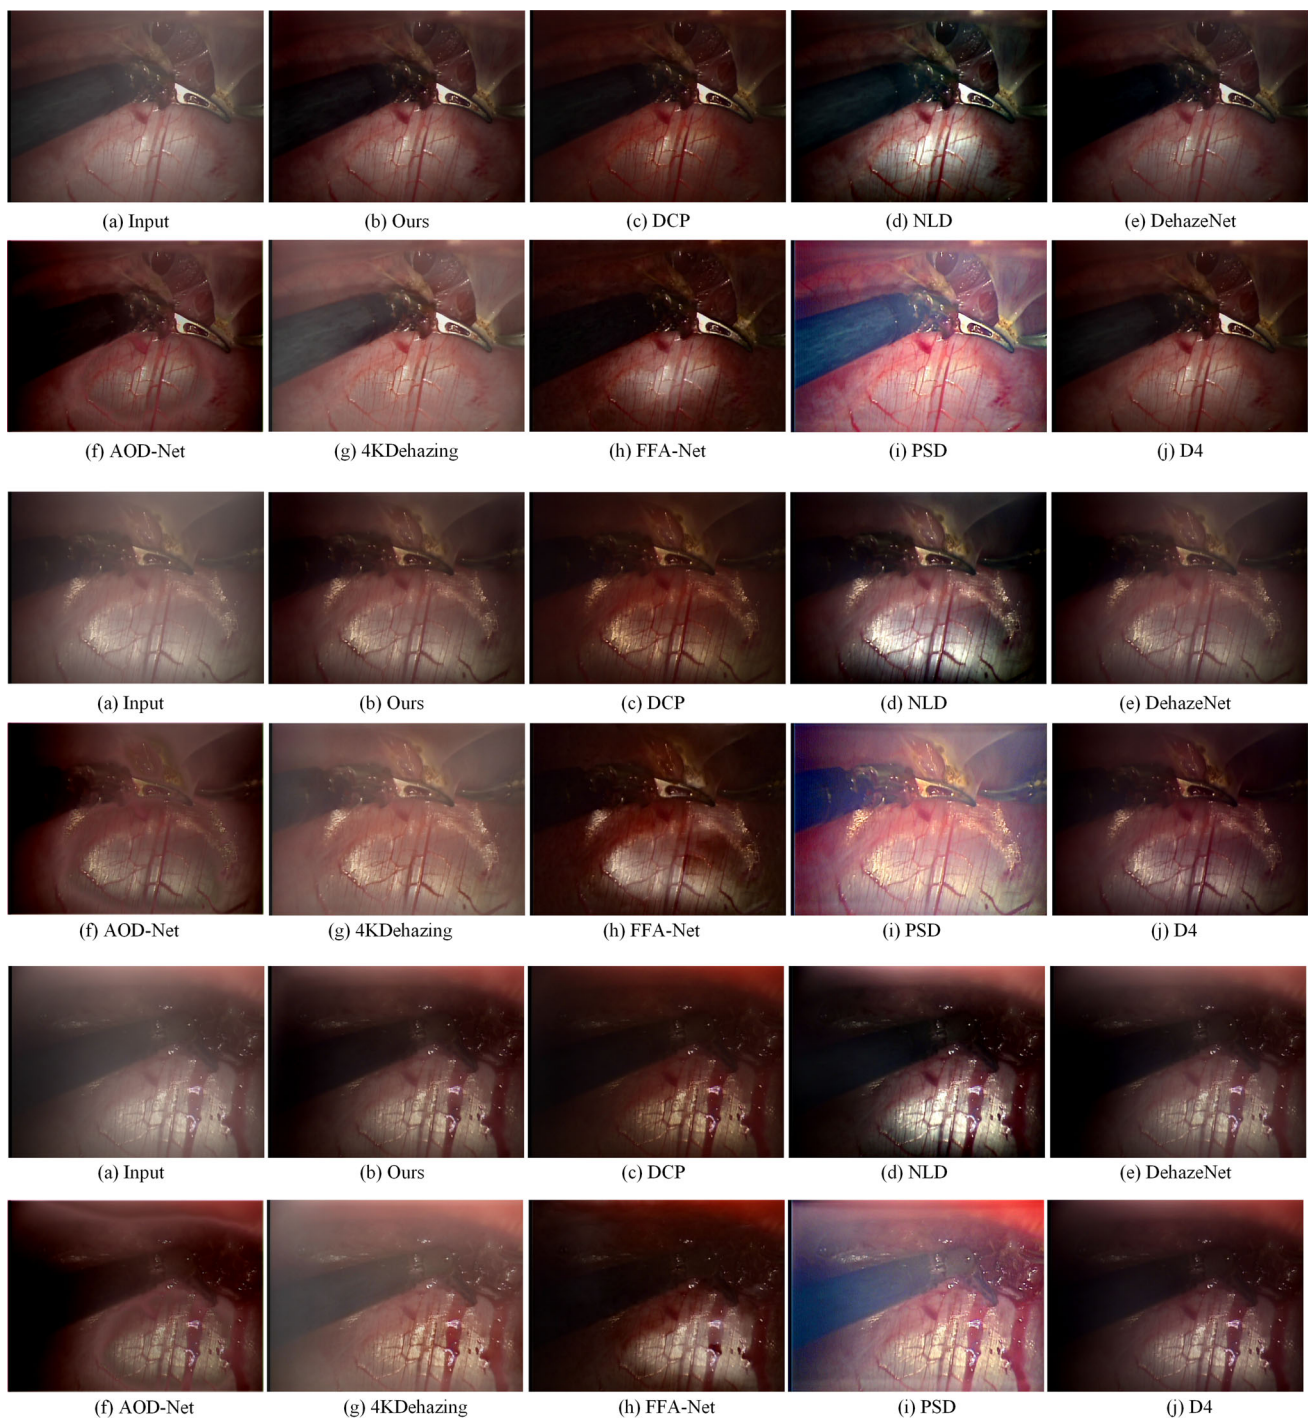 (a) Input (b) Ours (c) DCP (d) NLD (e) DehazeNet
(f) AOD-Net (g) 4KDehazing (h) FFA-Net (i) PSD (j) D4
(a) Input (b) Ours (c) DCP (d) NLD (e) DehazeNet
(f) AOD-Net (g) 4KDehazing (h) FFA-Net (i) PSD (j) D4
(a) Input (b) Ours (c) DCP (d) NLD (e) DehazeNet
(f) AOD-Net (g) 4KDehazing (h) FFA-Net (i) PSD (j) D4